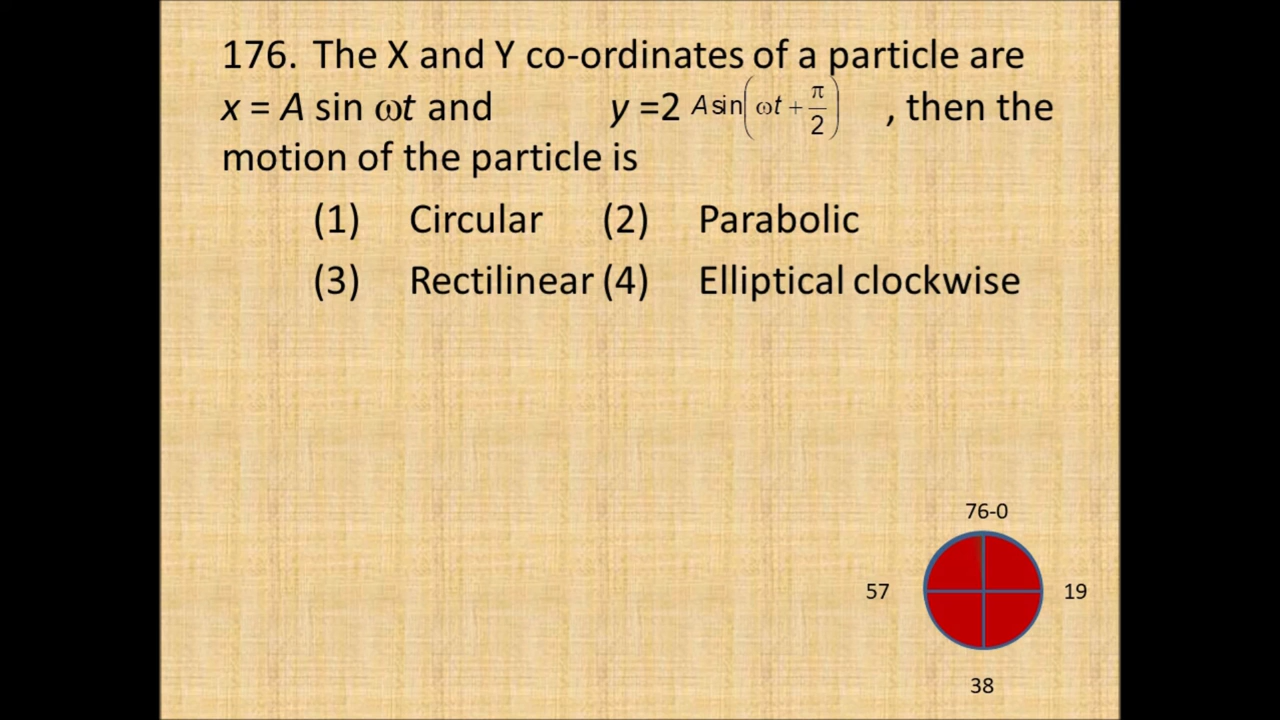 176. The X and Y co-ordinates of a particle are
x = A sin ωt and y =2 A sin(ωt + π/2) , then the
motion of the particle is
(1) Circular (2) Parabolic
(3) Rectilinear (4) Elliptical clockwise
76-0
57 19
38